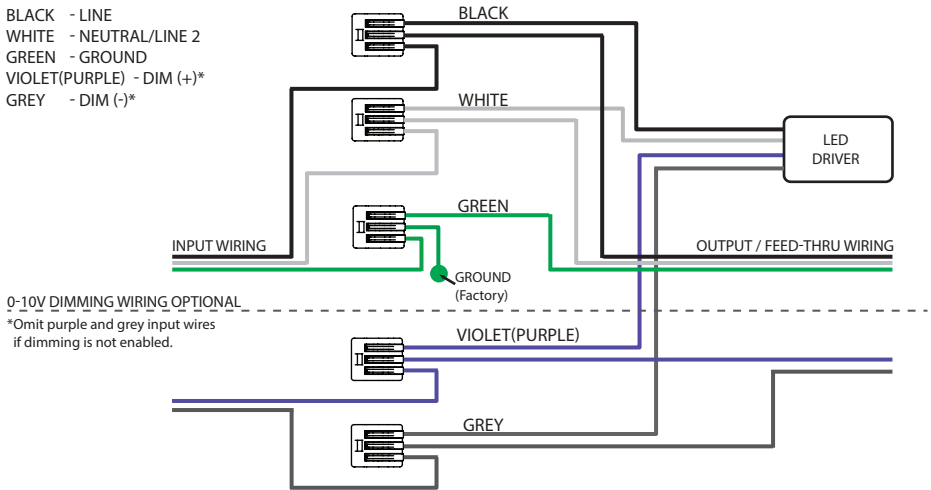 BLACK - LINE
WHITE - NEUTRAL/LINE 2
GREEN - GROUND
VIOLET(PURPLE) - DIM (+)*
GREY - DIM (-)*
BLACK
WHITE
LED
DRIVER
GREEN
INPUT WIRING
OUTPUT / FEED-THRU WIRING
GROUND
(Factory)
0-10V DIMMING WIRING OPTIONAL
*Omit purple and grey input wires
if dimming is not enabled.
VIOLET(PURPLE)
GREY